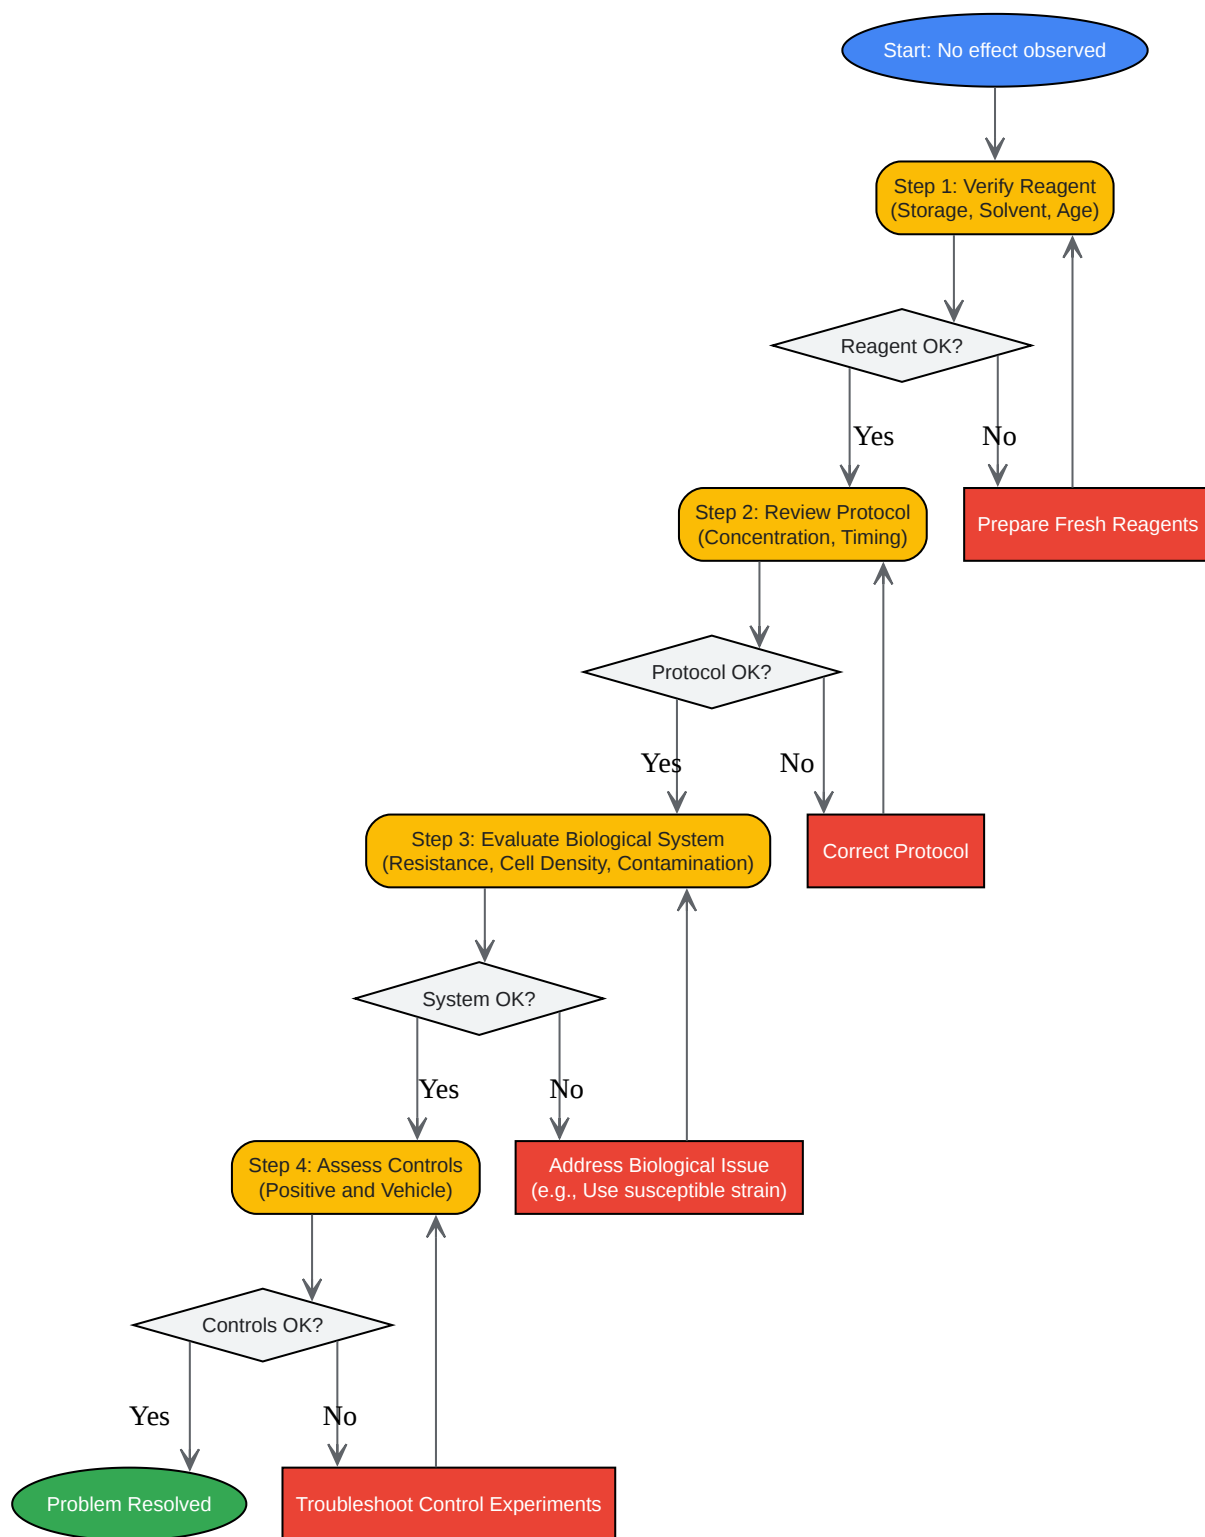 Start: No effect observed
Step 1: Verify Reagent
(Storage, Solvent, Age)
Reagent OK?
Yes
No
Step 2: Review Protocol
(Concentration, Timing)
Prepare Fresh Reagents
Protocol OK?
Yes
No
Step 3: Evaluate Biological System
(Resistance, Cell Density, Contamination)
Correct Protocol
System OK?
Yes
No
Step 4: Assess Controls
(Positive and Vehicle)
Address Biological Issue
(e.g., Use susceptible strain)
Controls OK?
Yes
No
Problem Resolved
Troubleshoot Control Experiments